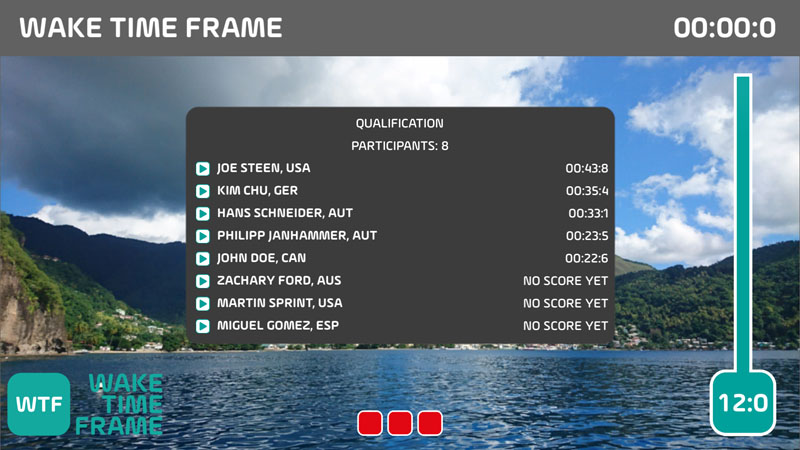 WAKE TIME FRAME
00:00:0
QUALIFICATION
PARTICIPANTS: 8
JOE STEEN, USA 00:43:8
KIM CHU, GER 00:35:4
HANS SCHNEIDER, AUT 00:33:1
PHILIPP JANHAMMER, AUT 00:23:5
JOHN DOE, CAN 00:22:6
ZACHARY FORD, AUS NO SCORE YET
MARTIN SPRINT, USA NO SCORE YET
MIGUEL GOMEZ, ESP NO SCORE YET
WTF
WAKE
TIME
FRAME
12:0